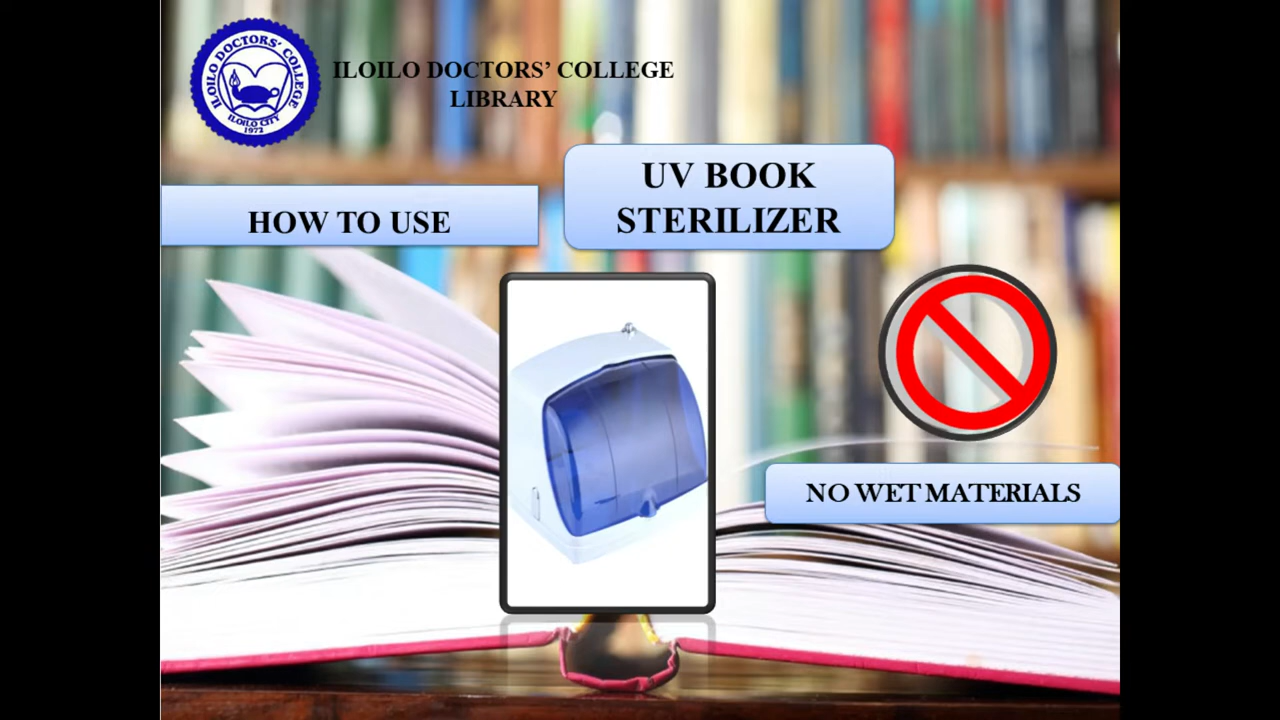 ILOILO DOCTORS' COLLEGE
ILOILO CITY
1972
ILOILO DOCTORS’ COLLEGE
LIBRARY
UV BOOK
STERILIZER
HOW TO USE
NO WET MATERIALS